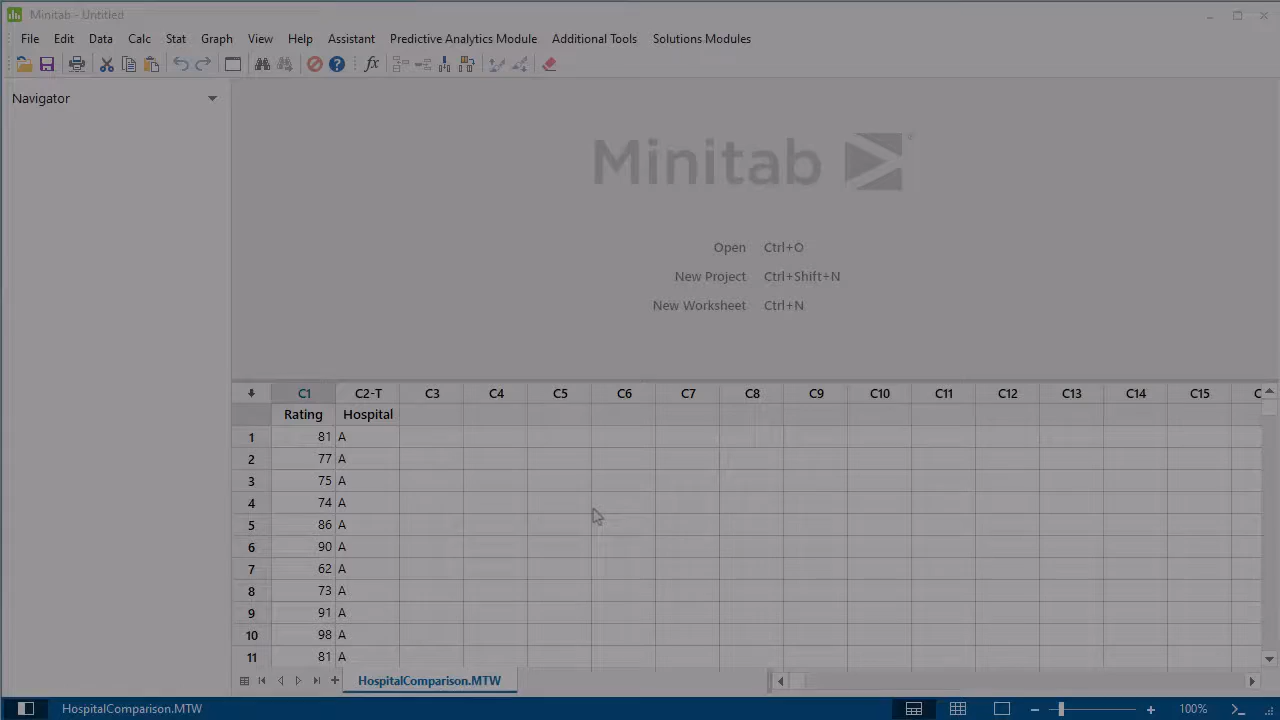 Minitab - Untitled
File Edit Data Calc Stat Graph View Help Assistant Predictive Analytics Module Additional Tools Solutions Modules
Navigator
Minitab
Open Ctrl+O
New Project Ctrl+Shift+N
New Worksheet Ctrl+N
C1 C2-T C3 C4 C5 C6 C7 C8 C9 C10 C11 C12 C13 C14 C15 C
Rating Hospital
1 81 A
2 77 A
3 75 A
4 74 A
5 86 A
6 90 A
7 62 A
8 73 A
9 91 A
10 98 A
11 81 A
HospitalComparison.MTW
HospitalComparison.MTW 100%